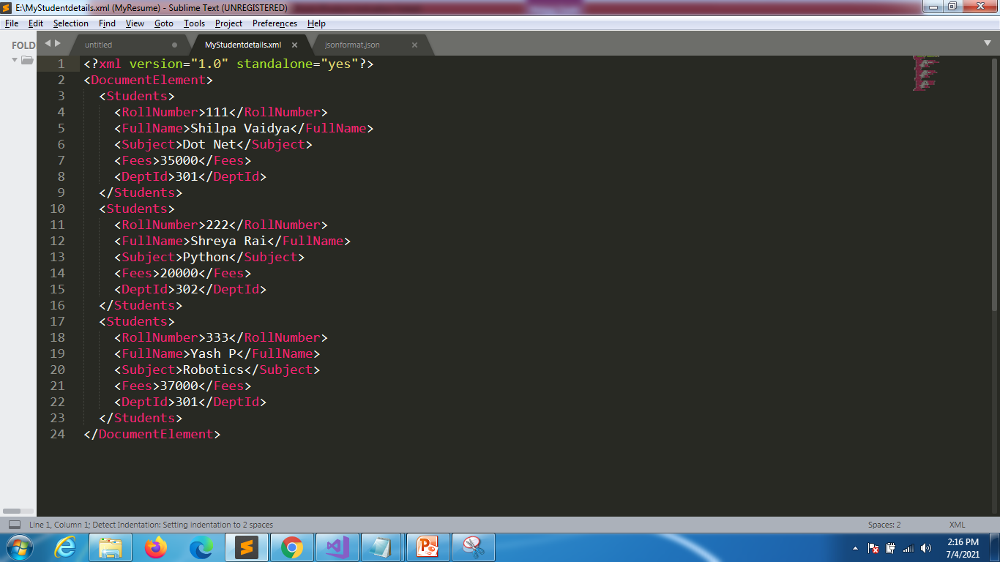 E:\MyStudentdetails.xml (MyResume) - Sublime Text (UNREGISTERED)
File Edit Selection Find View Goto Tools Project Preferences Help
FOLD
untitled MyStudentdetails.xml jsonformat.json
1 <?xml version="1.0" standalone="yes"?>
2 <DocumentElement>
3 <Students>
4 <RollNumber>111</RollNumber>
5 <FullName>Shilpa Vaidya</FullName>
6 <Subject>Dot Net</Subject>
7 <Fees>35000</Fees>
8 <DeptId>301</DeptId>
9 </Students>
10 <Students>
11 <RollNumber>222</RollNumber>
12 <FullName>Shreya Rai</FullName>
13 <Subject>Python</Subject>
14 <Fees>20000</Fees>
15 <DeptId>302</DeptId>
16 </Students>
17 <Students>
18 <RollNumber>333</RollNumber>
19 <FullName>Yash P</FullName>
20 <Subject>Robotics</Subject>
21 <Fees>37000</Fees>
22 <DeptId>301</DeptId>
23 </Students>
24 </DocumentElement>
Line 1, Column 1; Detect Indentation: Setting indentation to 2 spaces Spaces: 2 XML
2:16 PM
7/4/2021